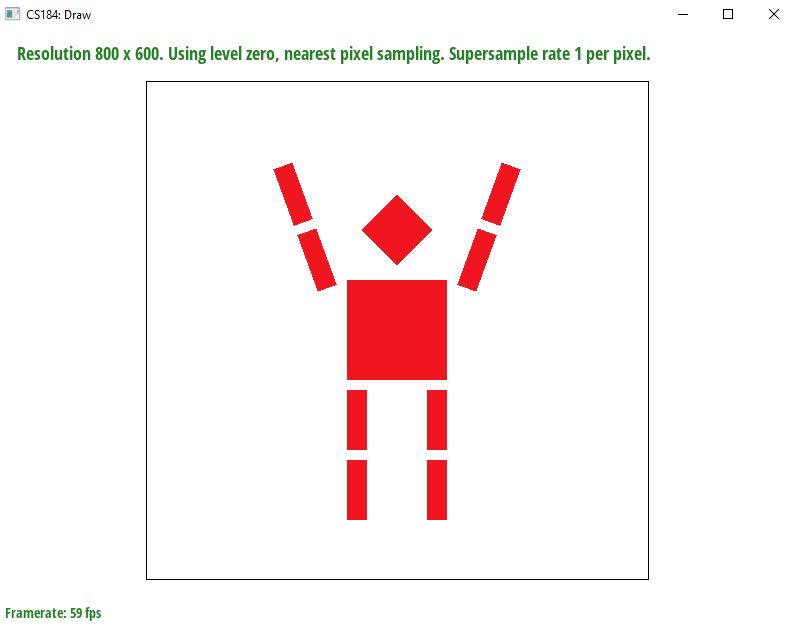 CS184: Draw
Resolution 800 x 600. Using level zero, nearest pixel sampling. Supersample rate 1 per pixel.
Framerate: 59 fps